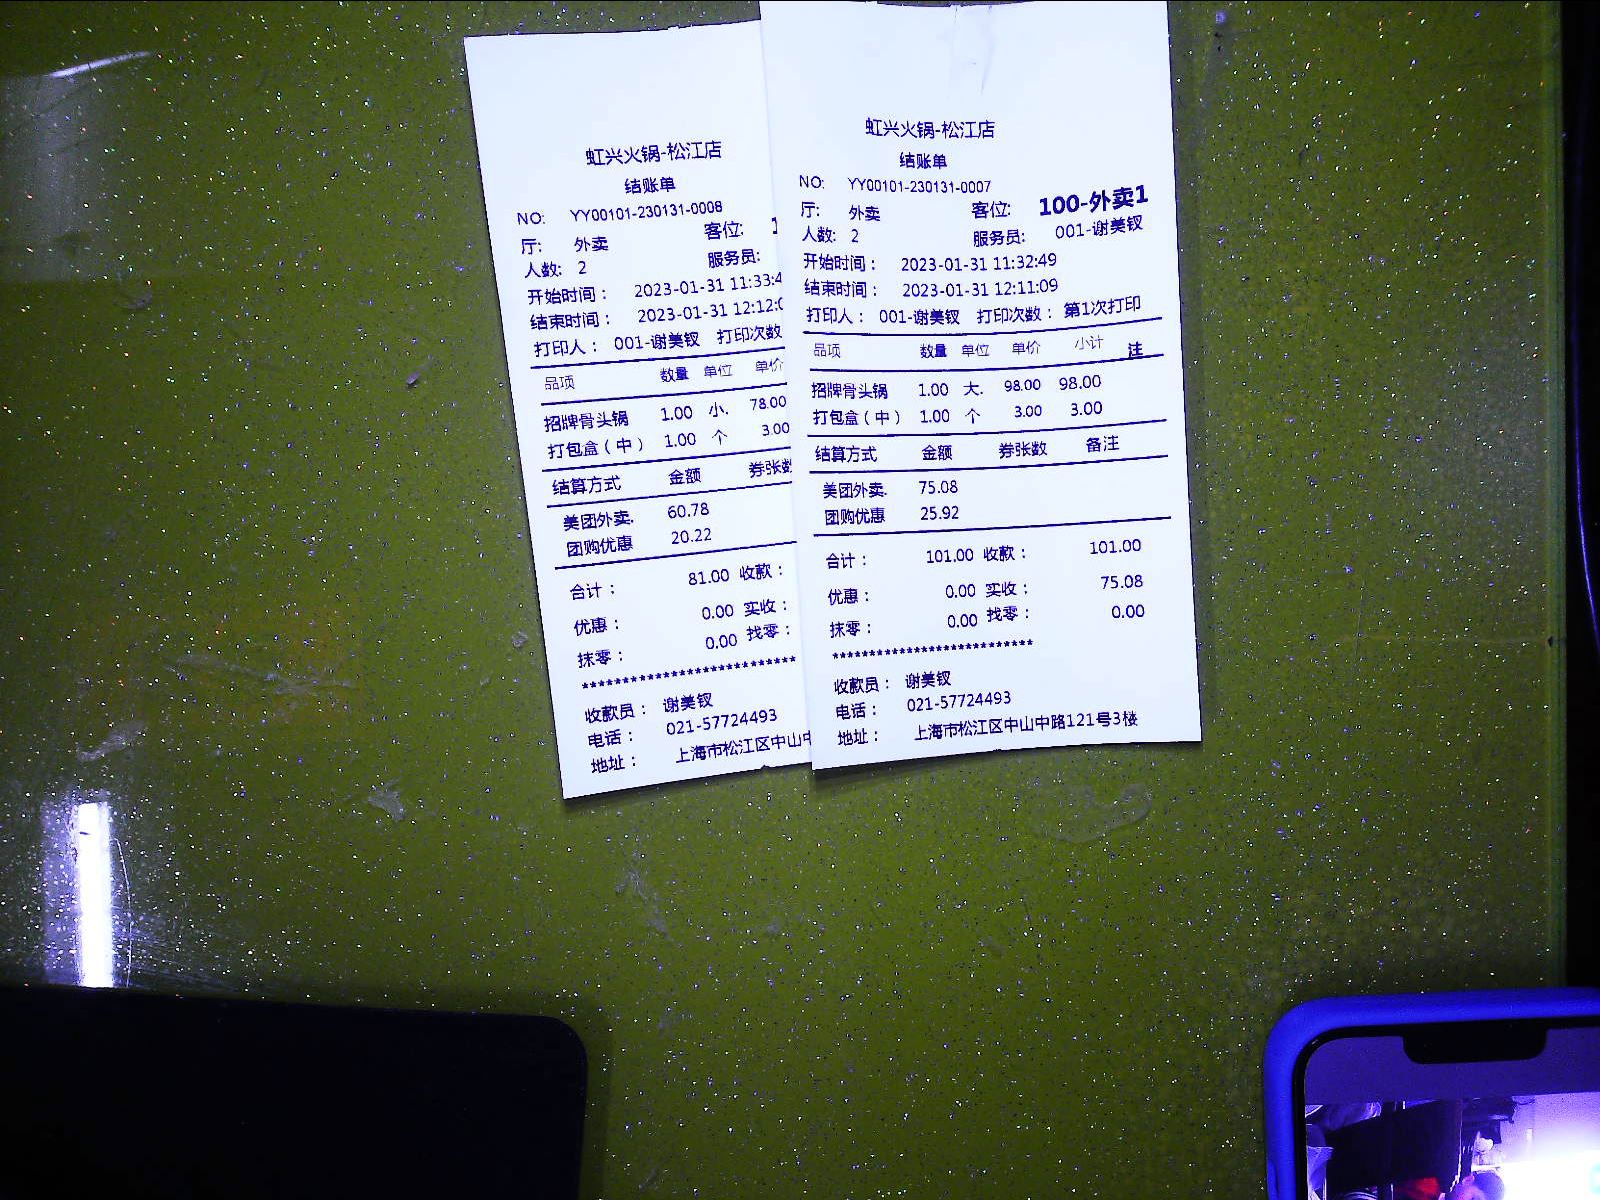 虹兴火锅-松江店
结账单
NO: YY00101-230131-0008
厅: 外卖 客位:
人数: 2 服务员:
开始时间： 2023-01-31 11:33:4
结束时间： 2023-01-31 12:12:
打印人： 001-谢美钗 打印次数
品项 数量 单位 单价
招牌骨头锅 1.00 小. 78.00
打包盒（中） 1.00 个 3.00
结算方式 金额 券张数
美团外卖. 60.78
团购优惠 20.22
合计： 81.00 收款：
优惠： 0.00 实收：
抹零： 0.00 找零：
**************************
收款员： 谢美钗
电话： 021-57724493
地址： 上海市松江区中山中
虹兴火锅-松江店
结账单
NO: YY00101-230131-0007
厅: 外卖 客位: 100-外卖1
人数: 2 服务员: 001-谢美钗
开始时间： 2023-01-31 11:32:49
结束时间： 2023-01-31 12:11:09
打印人： 001-谢美钗 打印次数： 第1次打印
品项 数量 单位 单价 小计 注
招牌骨头锅 1.00 大. 98.00 98.00
打包盒（中） 1.00 个 3.00 3.00
结算方式 金额 券张数 备注
美团外卖. 75.08
团购优惠 25.92
合计： 101.00 收款： 101.00
优惠： 0.00 实收： 75.08
抹零： 0.00 找零： 0.00
**************************
收款员： 谢美钗
电话： 021-57724493
地址： 上海市松江区中山中路121号3楼